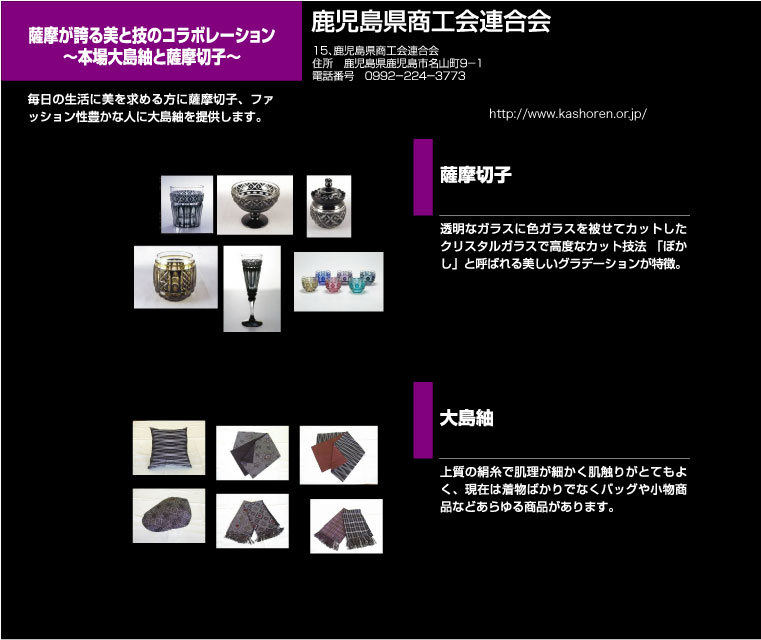 薩摩が誇る美と技のコラボレーション
～本場大島紬と薩摩切子～
毎日の生活に美を求める方に薩摩切子、ファ
ッション性豊かな人に大島紬を提供します。
鹿児島県商工会連合会
15、鹿児島県商工会連合会
住所　鹿児島県鹿児島市名山町9－1
電話番号　0992－224－3773
http://www.kashoren.or.jp/
薩摩切子
透明なガラスに色ガラスを被せてカットした
クリスタルガラスで高度なカット技法 「ぼか
し」と呼ばれる美しいグラデーションが特徴。
大島紬
上質の絹糸で肌理が細かく肌触りがとてもよ
く、現在は着物ばかりでなくバッグや小物商
品などあらゆる商品があります。